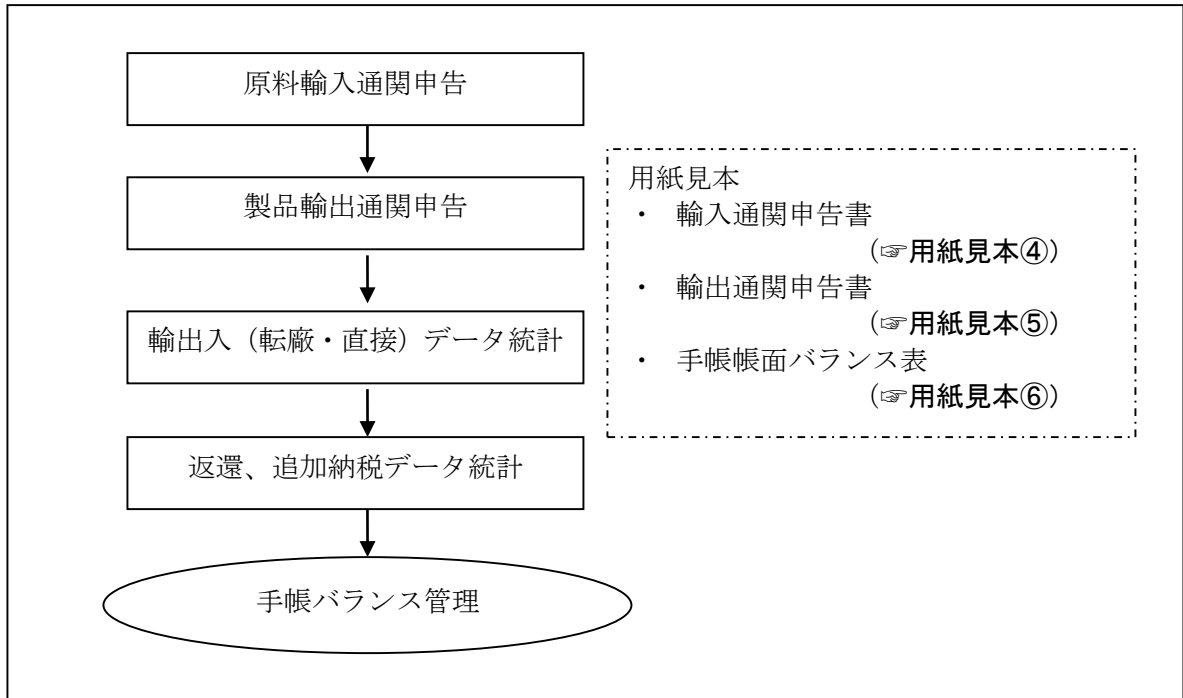 原料輸入通関申告
製品輸出通関申告
輸出入（転廠・直接）データ統計
返還、追加納税データ統計
手帳バランス管理
用紙見本
・ 輸入通関申告書
（☞用紙見本④）
・ 輸出通関申告書
（☞用紙見本⑤）
・ 手帳帳面バランス表
（☞用紙見本⑥）